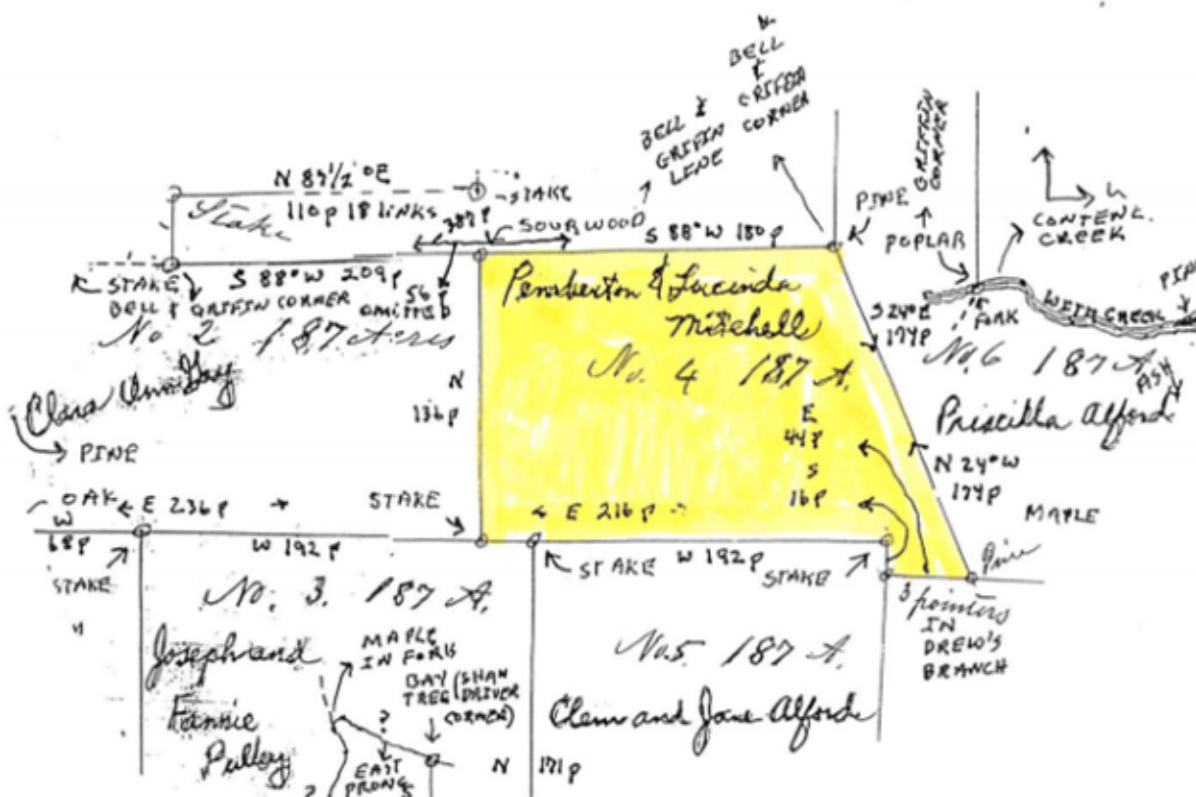 BELL
&
GRIFFIN
CORNER
BELL &
GRIFFIN
LINE
GRIFFIN
CORNER
N 89 1/2 °E
STAKE
Stake
110 P 18 LINKS
387 P
SOURWOOD
S 88° W 180 P
PINE
POPLAR
CONTENT.
CREEK
STAKE
S 88° W 209 P
BELL & GRIFFIN CORNER
56 P
OMITTED
Pemberton & Lucinda
Mitchell
S 24° E
174 P
FORK
No 2 187 Acres
No. 4 187 A.
No. 6 187 A.
ASH
Clara Ann Gay
N
136 P
E
44 P
S
16 P
Priscilla Alford
PINE
N 24° W
174 P
OAK
E 236 P
STAKE
E 216 P
MAPLE
W
68 P
W 192 P
STAKE
STAKE
W 192 P
STAKE
Pine
3 pointers
IN
DREW'S
BRANCH
No. 3. 187 A.
No. 5 187 A.
Joseph and
Fannie
Pulley
MAPLE
IN FORK
BAY
TREE
(SHAN
DRIVER
CORNER)
Clem and Jane Alford
?
EAST
PRONG
N 171 P
?